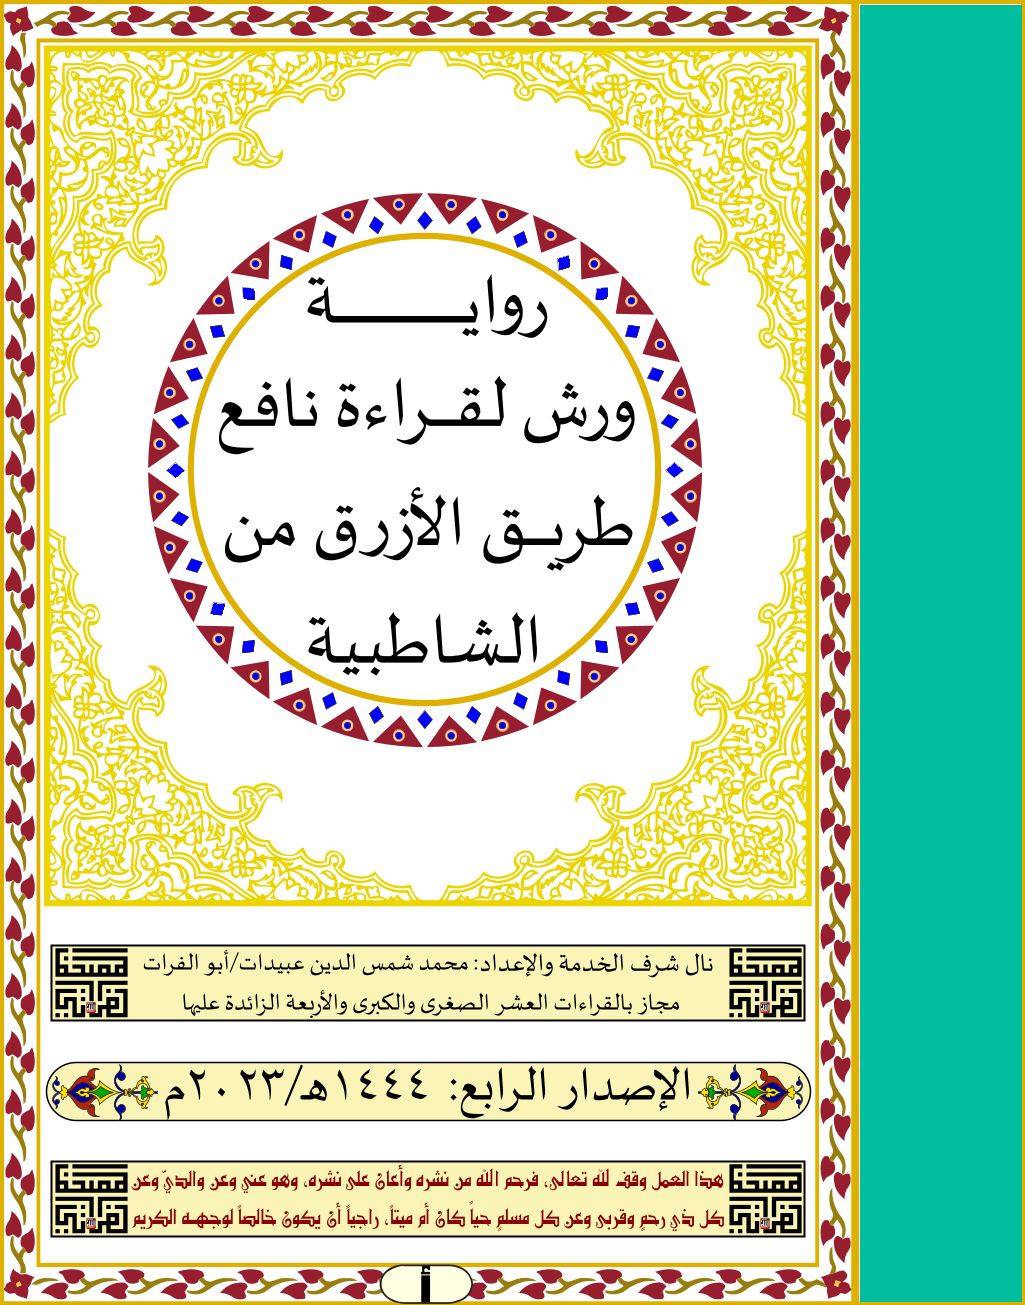 روايـــــــة
ورش لقـراءة نافع
طريـق الأزرق من
الشاطبية
نال شرف الخدمة والإعداد: محمد شمس الدين عبيدات/أبو الفرات
مجاز بالقراءات العشر الصغرى والكبرى والأربعة الزائدة عليها
الإصدار الرابع: ١٤٤٤هـ/٢٠٢٣م
هذا العمل وقف لله تعالى، فرحم الله من نشره وأعان على نشره، وهو عني وعن والديّ وعن
كل ذي رحمٍ وقربى وعن كل مسلمٍ حياً كان أم ميتاً، راجياً أن يكون خالصاً لوجهه الكريم
أ